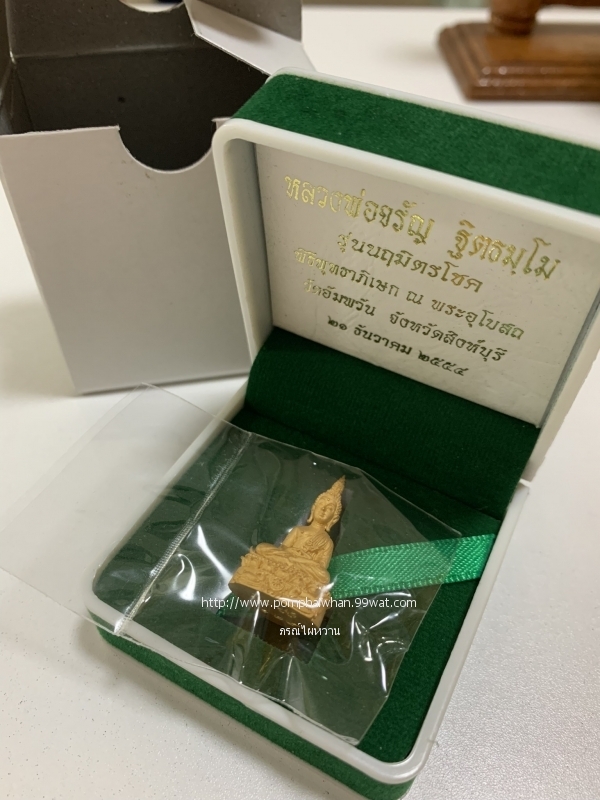 หลวงพ่อจรัญ ฐิตธมฺโม
รุ่นนฤมิตรโชค
พิธีพุทธาภิเษก ณ พระอุโบสถ
วัดอัมพวัน จังหวัดสิงห์บุรี
๒๑ ธันวาคม ๒๕๕๔
http://www.pomphaiwhan.99wat.com
ภรณ์ไผ่หวาน